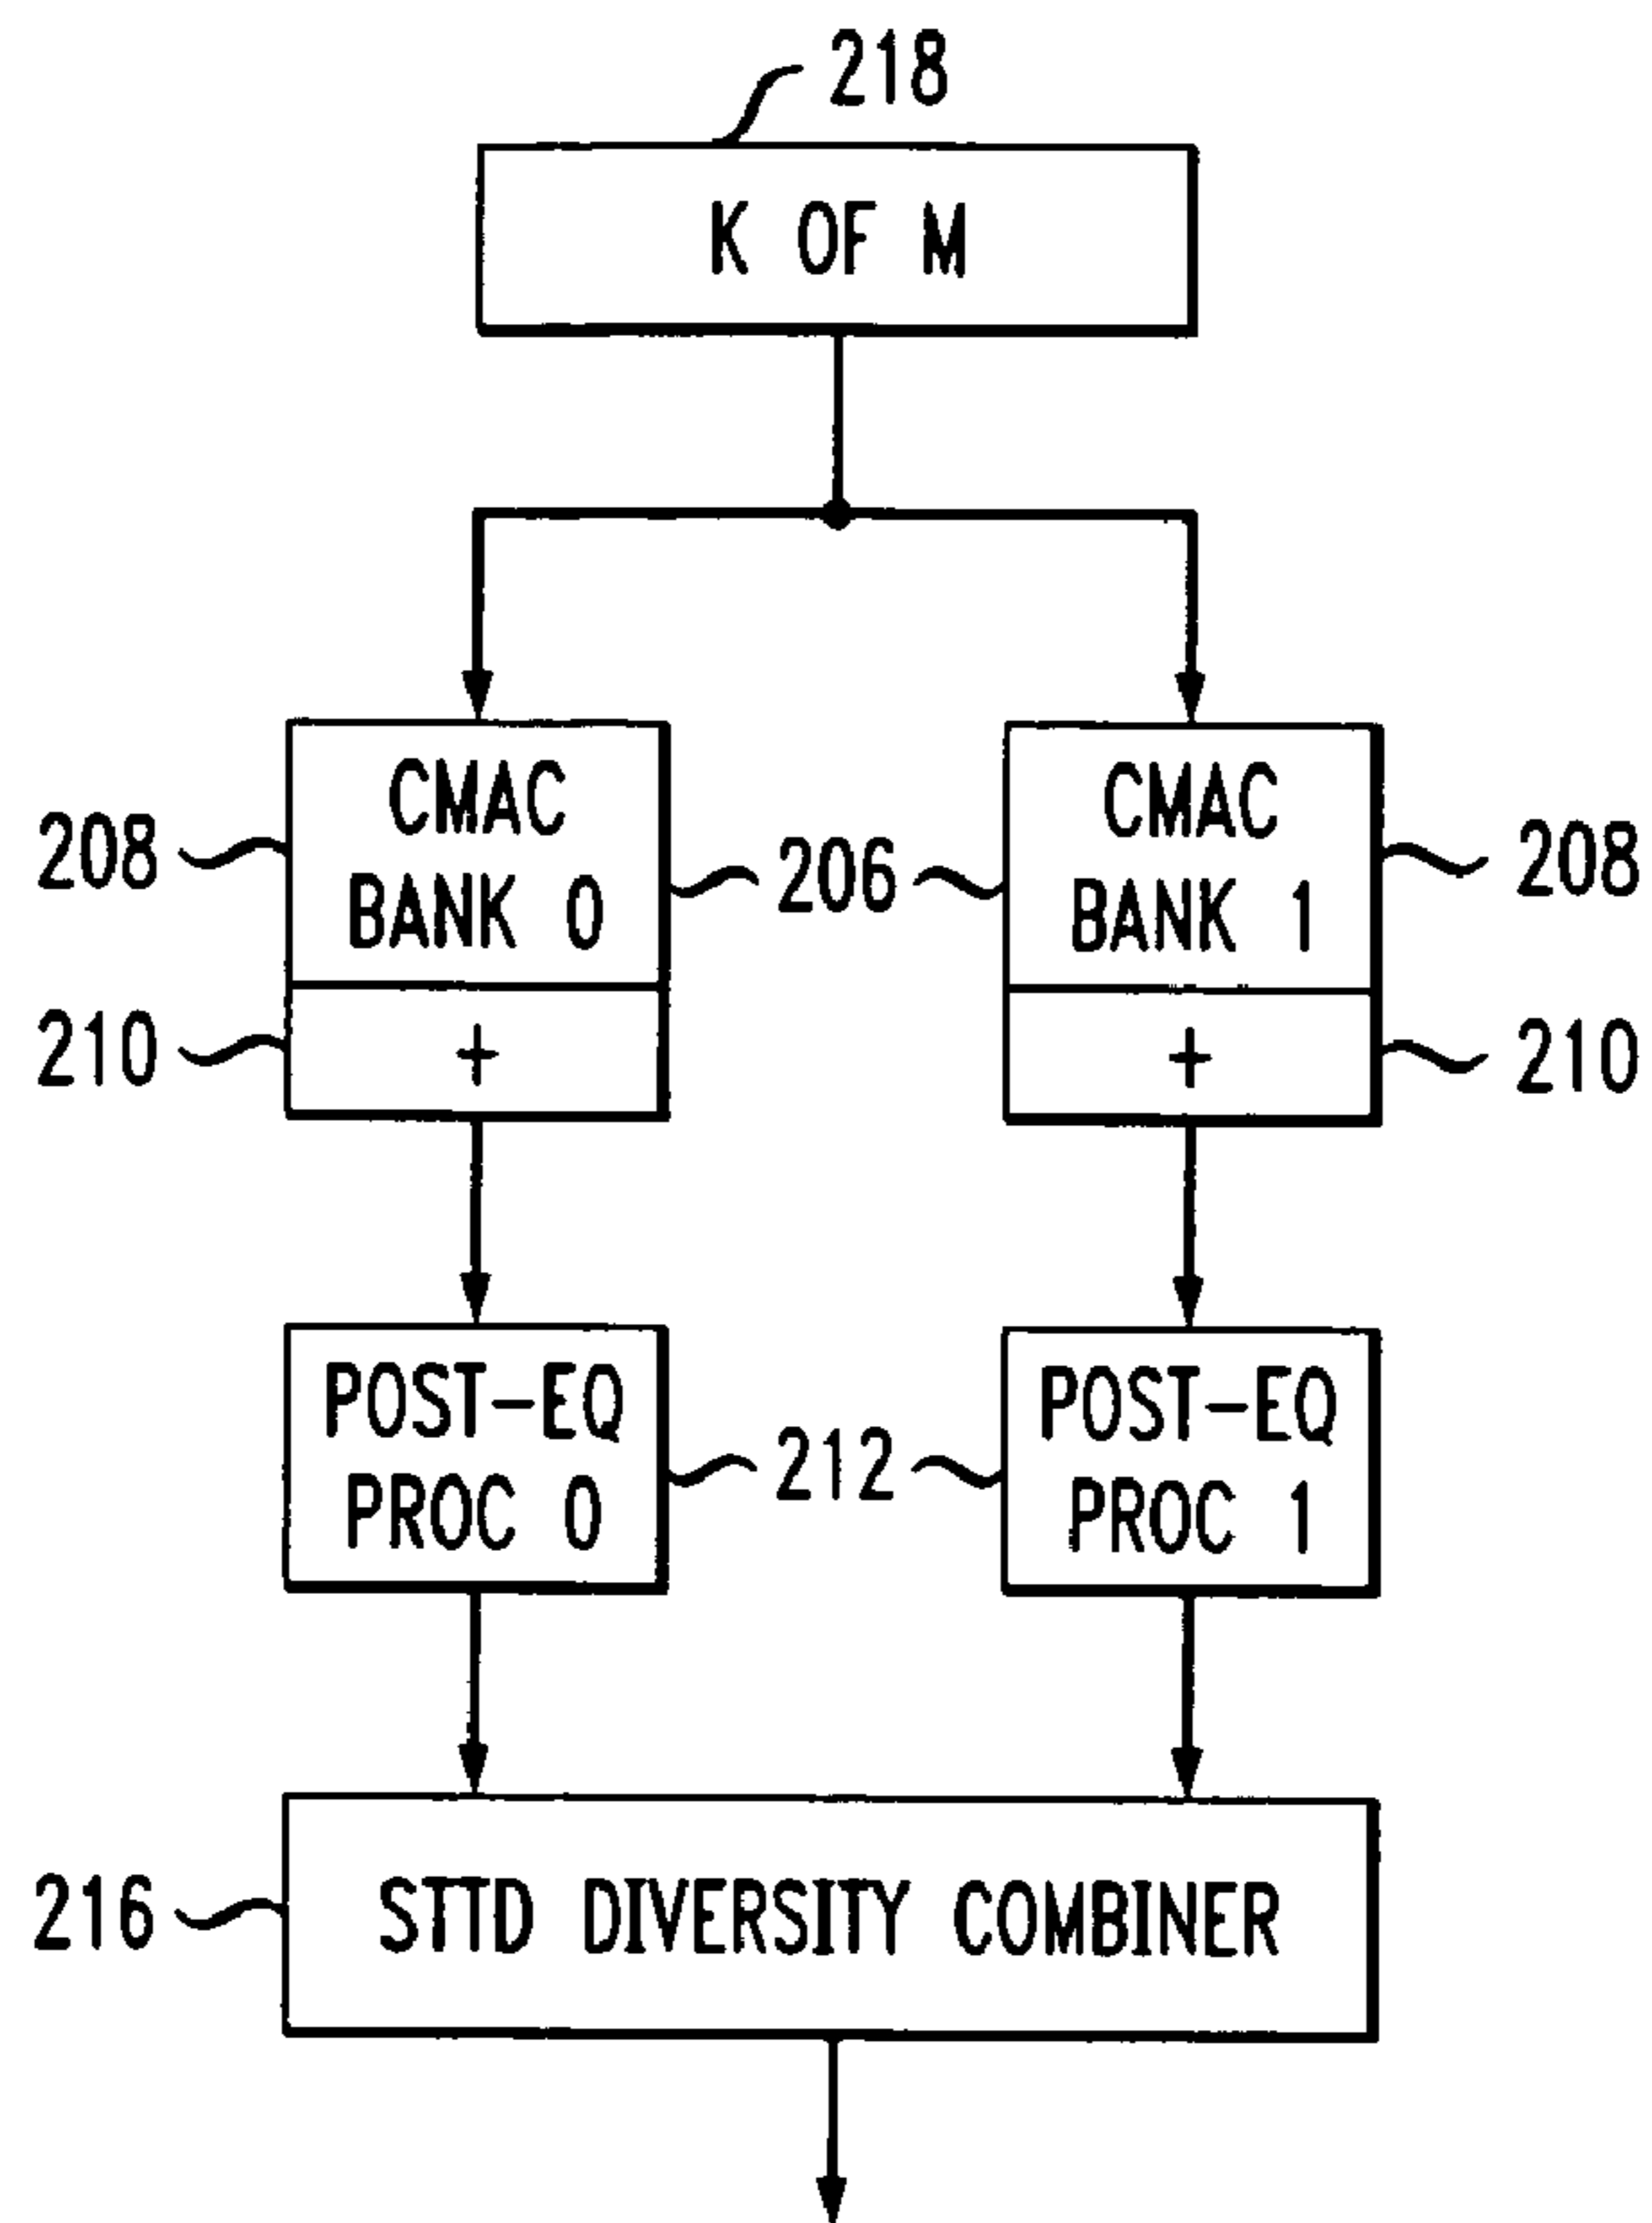 218
K OF M
CMAC
BANK 0
208
206
CMAC
BANK 1
208
210
+
+
210
POST-EQ
PROC 0
212
POST-EQ
PROC 1
216
STTD DIVERSITY COMBINER